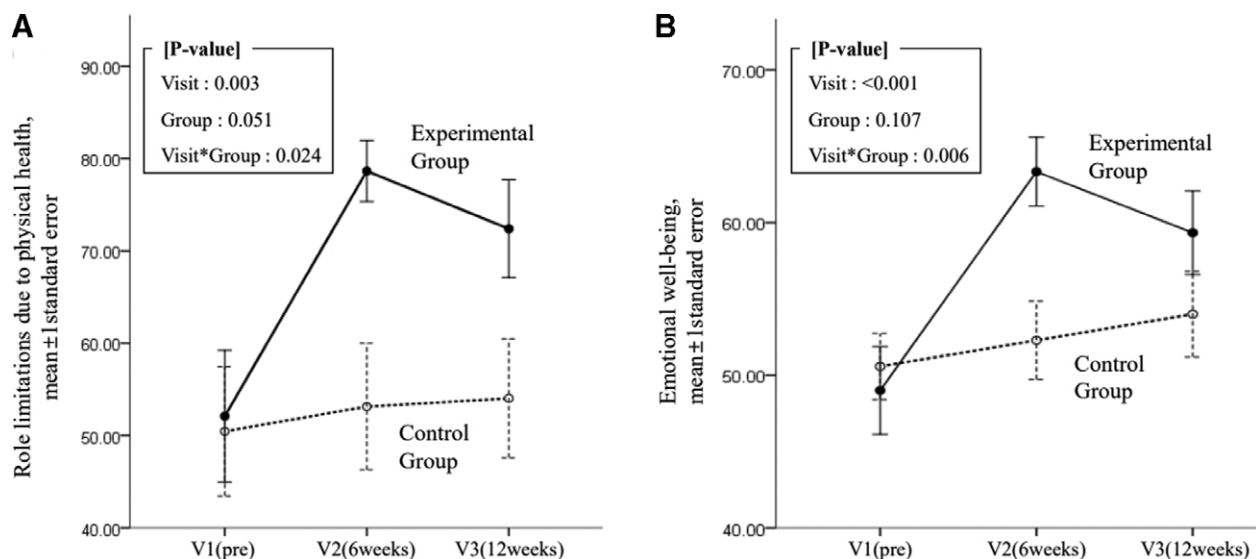 A
[P-value]
Visit : 0.003
Group : 0.051
Visit*Group : 0.024
Role limitations due to physical health,
mean±1standard error
90.00
80.00
70.00
60.00
50.00
40.00
Experimental
Group
Control
Group
V1(pre)
V2(6weeks)
V3(12weeks)
B
[P-value]
Visit : <0.001
Group : 0.107
Visit*Group : 0.006
Emotional well-being,
mean±1standard error
70.00
60.00
50.00
40.00
Experimental
Group
Control
Group
V1(pre)
V2(6weeks)
V3(12weeks)